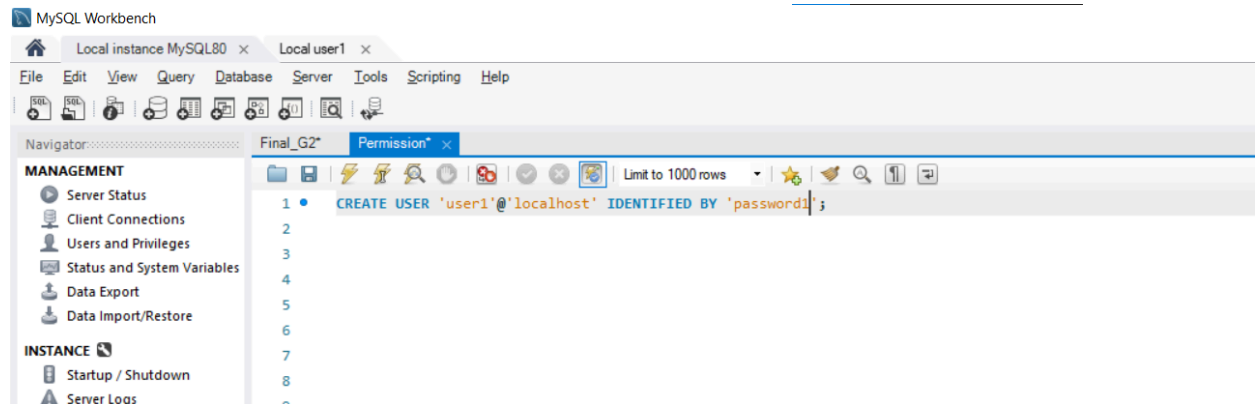 MySQL Workbench
Local instance MySQL80 × Local user1 ×
File Edit View Query Database Server Tools Scripting Help
Navigator Final_G2* Permission* ×
MANAGEMENT
Limit to 1000 rows
Server Status
1 CREATE USER 'user1'@'localhost' IDENTIFIED BY 'password1';
Client Connections
2
Users and Privileges
3
Status and System Variables
4
Data Export
5
Data Import/Restore
6
INSTANCE
7
Startup / Shutdown
8
Server Logs